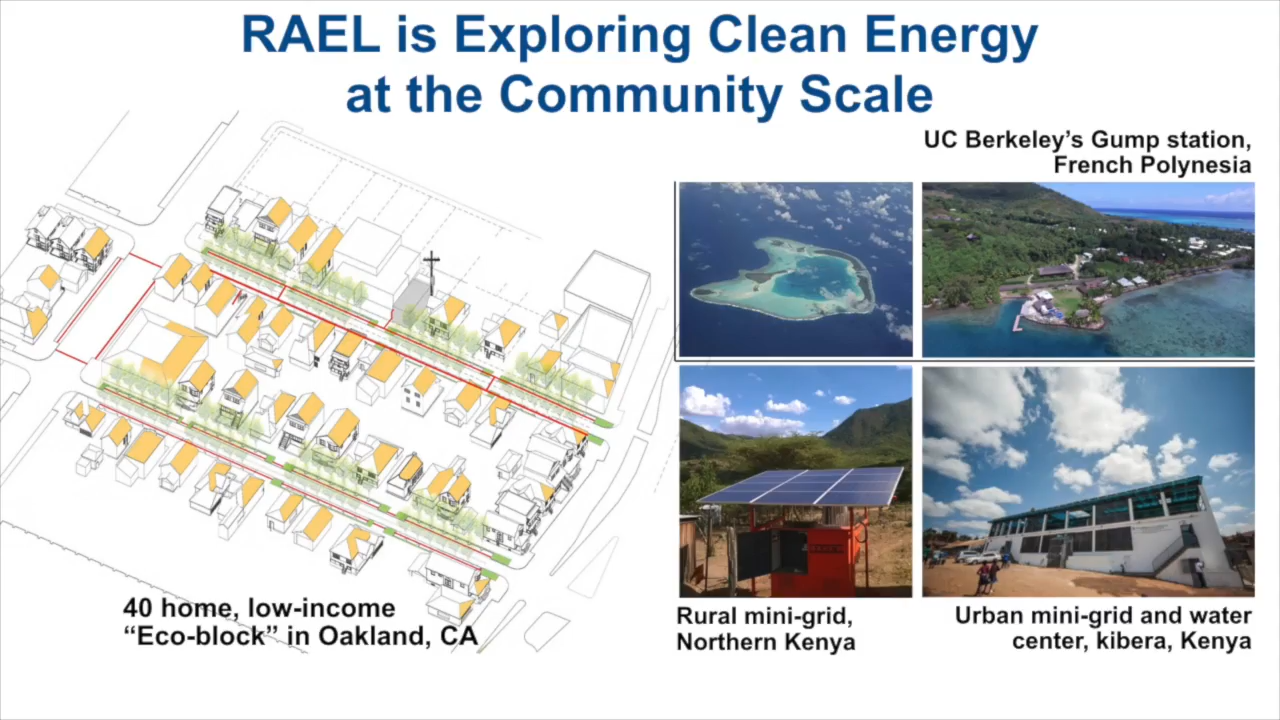 RAEL is Exploring Clean Energy
at the Community Scale
UC Berkeley’s Gump station,
French Polynesia
40 home, low-income
“Eco-block” in Oakland, CA
Rural mini-grid,
Northern Kenya
Urban mini-grid and water
center, kibera, Kenya